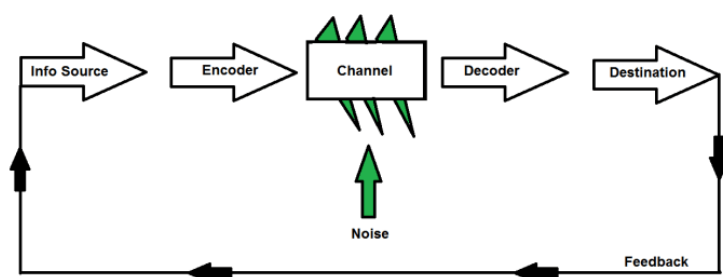 Info Source
Encoder
Channel
Decoder
Destination
Noise
Feedback